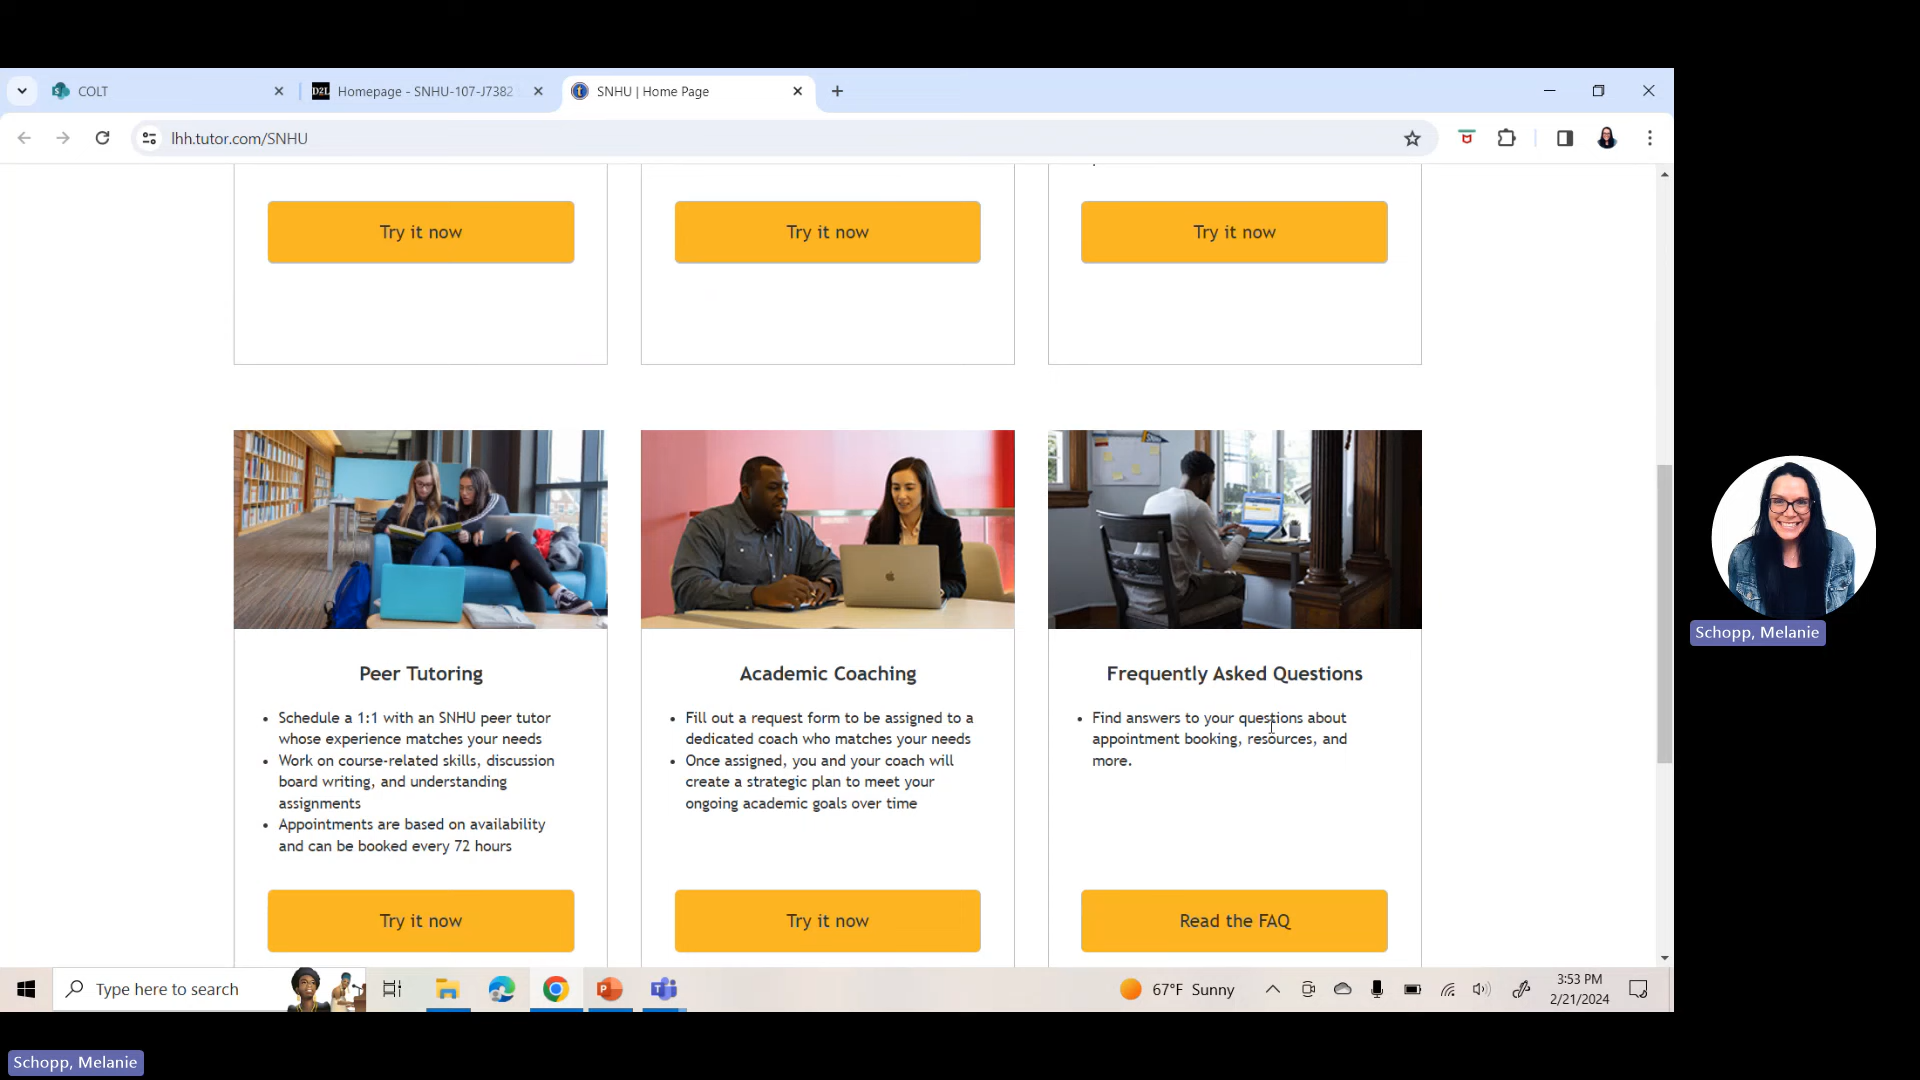 COLT
Homepage - SNHU-107-J7382
SNHU | Home Page
lhh.tutor.com/SNHU
Try it now
Try it now
Try it now
Peer Tutoring
• Schedule a 1:1 with an SNHU peer tutor
whose experience matches your needs
• Work on course-related skills, discussion
board writing, and understanding
assignments
• Appointments are based on availability
and can be booked every 72 hours
Try it now
Academic Coaching
• Fill out a request form to be assigned to a
dedicated coach who matches your needs
• Once assigned, you and your coach will
create a strategic plan to meet your
ongoing academic goals over time
Try it now
Frequently Asked Questions
• Find answers to your questions about
appointment booking, resources, and
more.
Read the FAQ
Schopp, Melanie
Type here to search
67°F Sunny
3:53 PM
2/21/2024
Schopp, Melanie